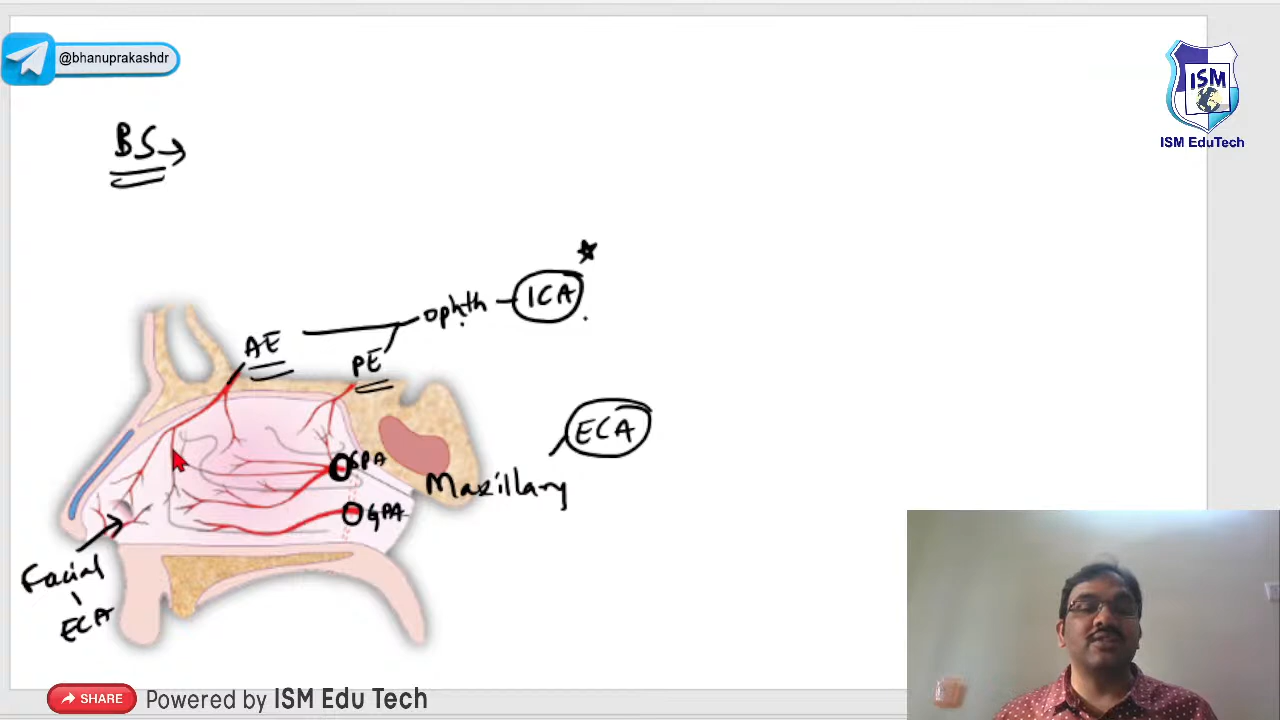 @bhanuprakashdr
ISM
ISM EduTech
BS→
AE
PE
ophth
ICA
ECA
SPA
Maxillary
GPA
Facial
ECA
SHARE
Powered by ISM Edu Tech